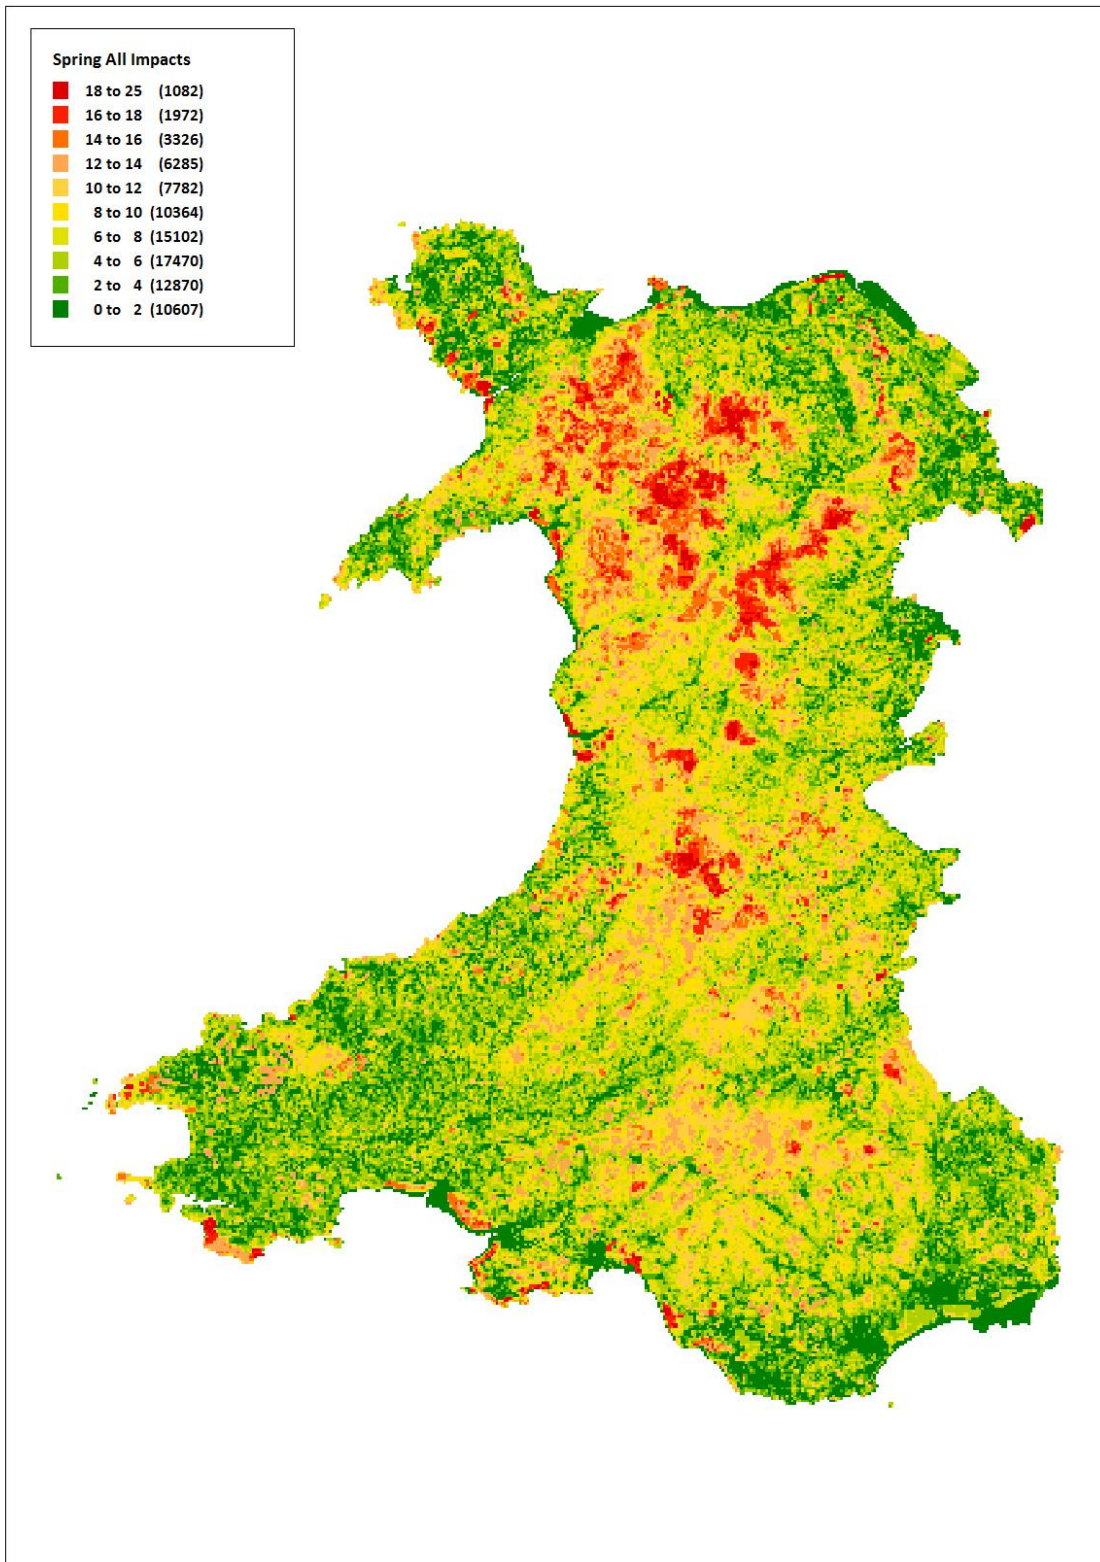 Spring All Impacts
18 to 25 (1082)
16 to 18 (1972)
14 to 16 (3326)
12 to 14 (6285)
10 to 12 (7782)
8 to 10 (10364)
6 to 8 (15102)
4 to 6 (17470)
2 to 4 (12870)
0 to 2 (10607)